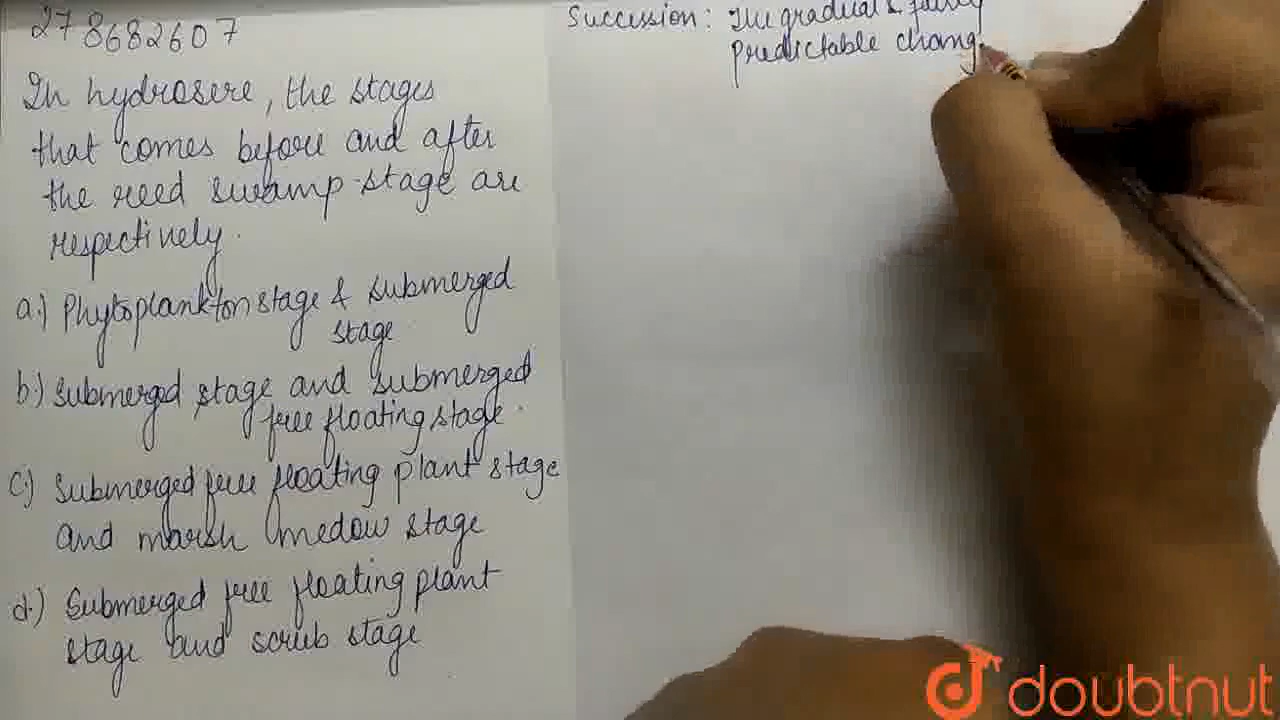 278682607
In hydrosere, the stages
that comes before and after
the reed swamp stage are
respectively.
a.) Phytoplankton stage & submerged
stage
b.) Submerged stage and submerged
free floating stage.
c.) Submerged free floating plant stage
and marsh medow stage
d.) Submerged free floating plant
stage and scrub stage
Succession: The gradual & fairly
predictable chang
doubtnut